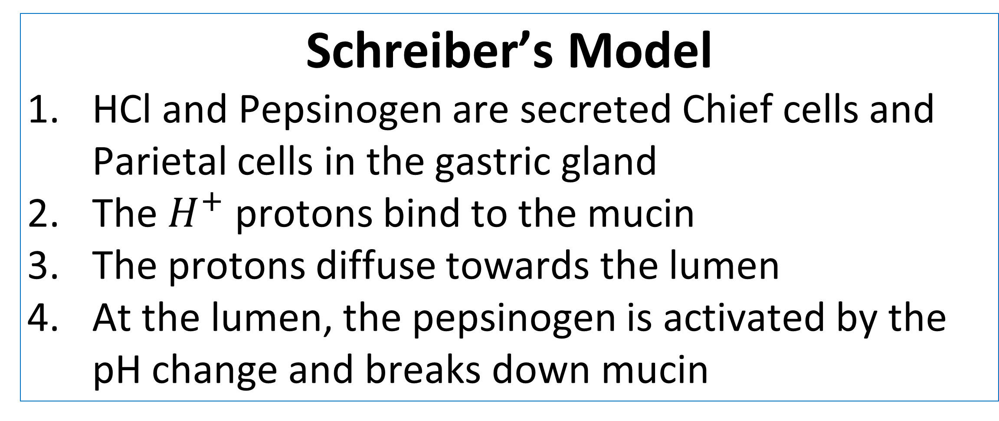 Schreiber’s Model
1. HCl and Pepsinogen are secreted Chief cells and
Parietal cells in the gastric gland
2. The H⁺ protons bind to the mucin
3. The protons diffuse towards the lumen
4. At the lumen, the pepsinogen is activated by the
pH change and breaks down mucin